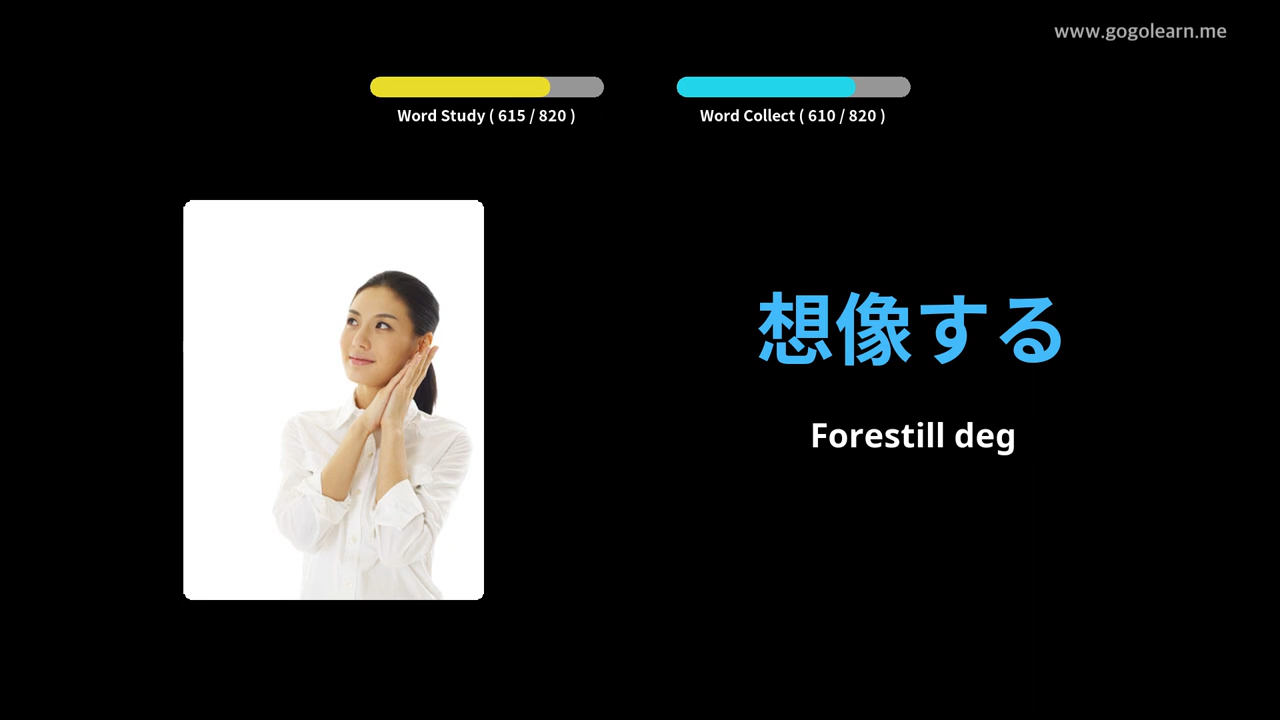 www.gogolearn.me
Word Study ( 615 / 820 )
Word Collect ( 610 / 820 )
想像する
Forestill deg